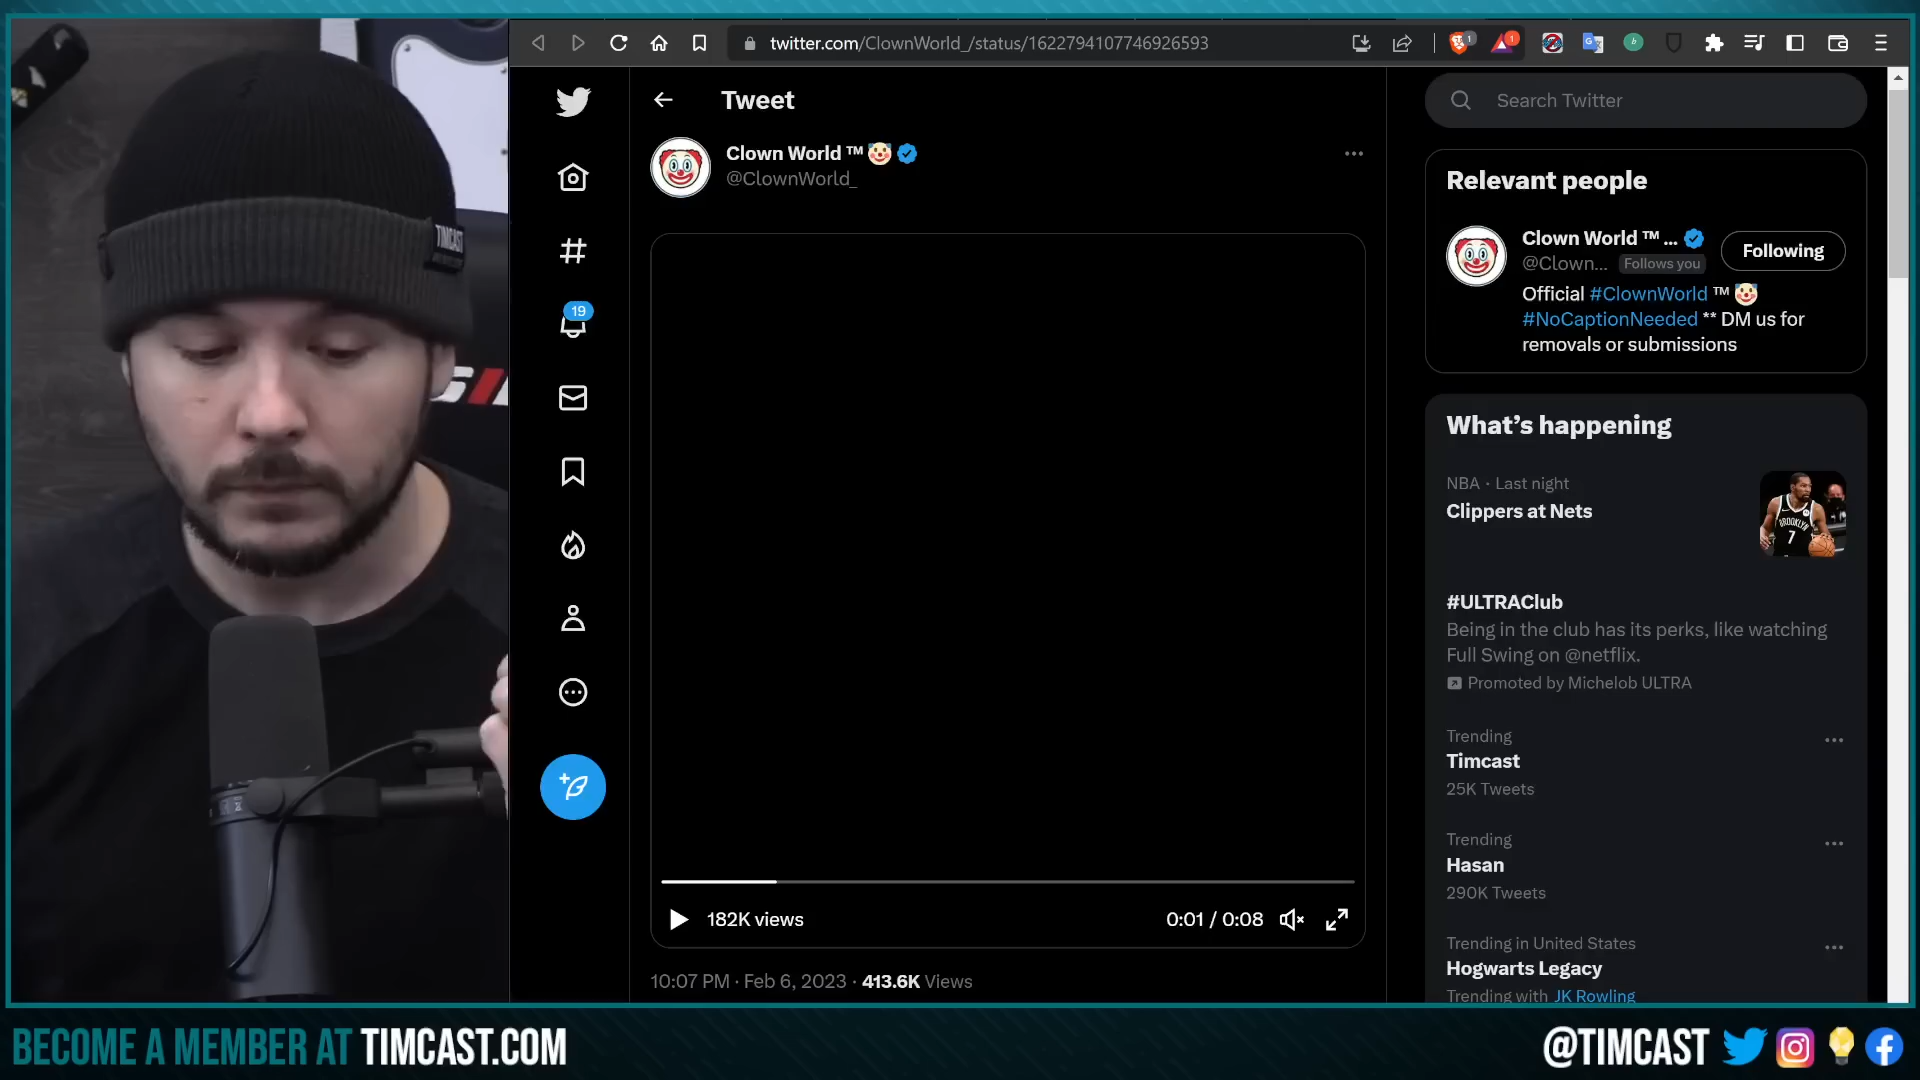 twitter.com/ClownWorld_/status/1622794107746926593
Tweet
Search Twitter
Clown World ™🤡
@ClownWorld_
TIMCAST
19
182K views
0:01 / 0:08
10:07 PM · Feb 6, 2023 · 413.6K Views
Relevant people
Clown World ™ ...
@Clown... Follows you
Following
Official #ClownWorld ™ 🤡
#NoCaptionNeeded ** DM us for
removals or submissions
What's happening
NBA · Last night
Clippers at Nets
BROOKLYN
7
#ULTRAClub
Being in the club has its perks, like watching
Full Swing on @netflix.
Promoted by Michelob ULTRA
Trending
Timcast
25K Tweets
Trending
Hasan
290K Tweets
Trending in United States
Hogwarts Legacy
Trending with JK Rowling
BECOME A MEMBER AT TIMCAST.COM
@TIMCAST